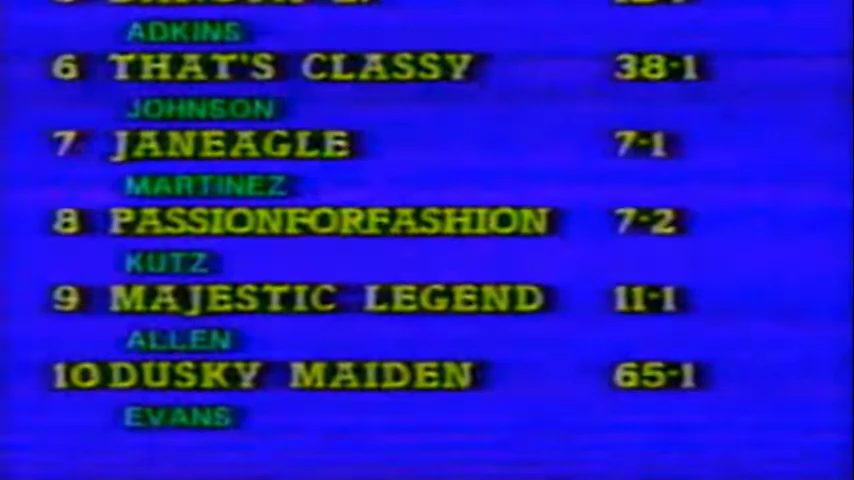 ADKINS
6 THAT'S CLASSY 38-1
JOHNSON
7 JANEAGLE 7-1
MARTINEZ
8 PASSIONFORFASHION 7-2
KUTZ
9 MAJESTIC LEGEND 11-1
ALLEN
10 DUSKY MAIDEN 65-1
EVANS